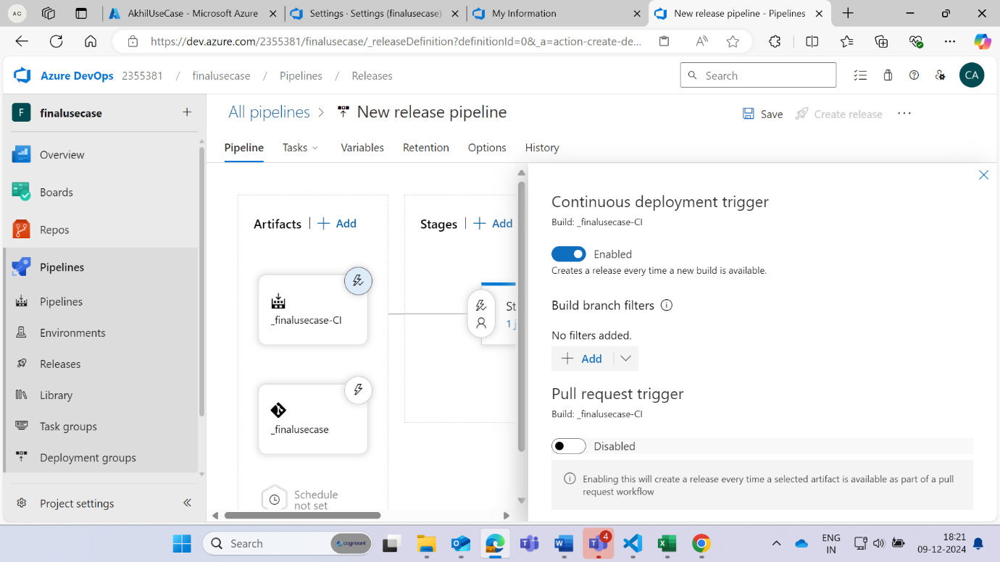 AC
AkhilUseCase - Microsoft Azure
Settings · Settings (finalusecase)
My Information
New release pipeline - Pipelines
https://dev.azure.com/2355381/finalusecase/_releaseDefinition?definitionId=0&_a=action-create-de...
Azure DevOps 2355381 / finalusecase / Pipelines / Releases
Search
CA
F finalusecase
All pipelines > New release pipeline
Save
Create release
Pipeline Tasks Variables Retention Options History
Overview
Boards
Repos
Pipelines
Pipelines
Environments
Releases
Library
Task groups
Deployment groups
Project settings
Artifacts | + Add
Stages | + Add
_finalusecase-CI
St
1 j
_finalusecase
Schedule
not set
Continuous deployment trigger
Build: _finalusecase-CI
Enabled
Creates a release every time a new build is available.
Build branch filters
No filters added.
+ Add
Pull request trigger
Build: _finalusecase-CI
Disabled
Enabling this will create a release every time a selected artifact is available as part of a pull
request workflow
Search
cognizant
4
ENG
IN
18:21
09-12-2024